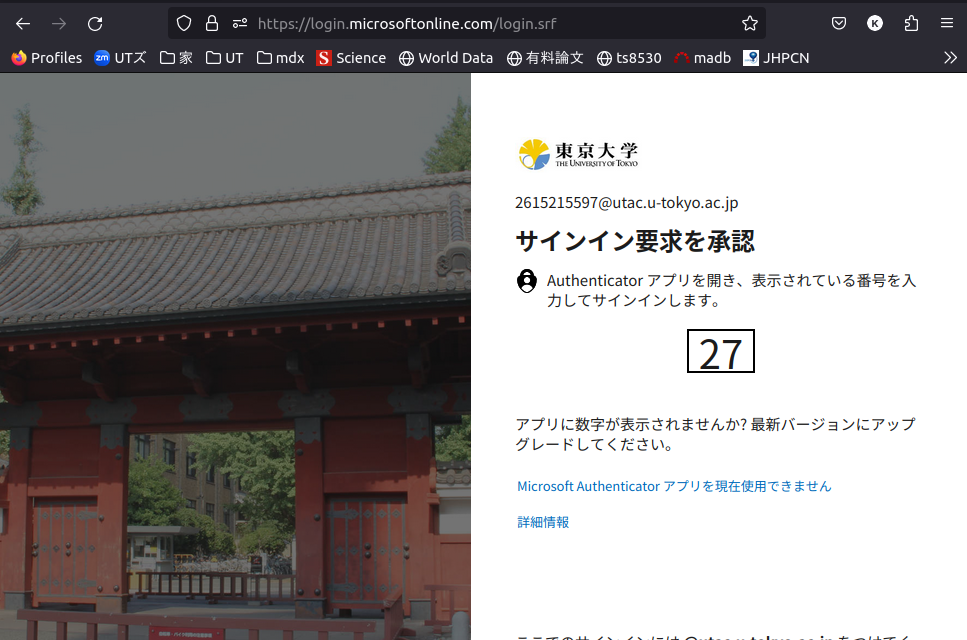 https://login.microsoftonline.com/login.srf
K
Profiles
zm UTズ
家
UT
mdx
S Science
World Data
有料論文
ts8530
madb
JHPCN
東京大学
THE UNIVERSITY OF TOKYO
2615215597@utac.u-tokyo.ac.jp
サインイン要求を承認
Authenticator アプリを開き、表示されている番号を入
力してサインインします。
27
アプリに数字が表示されませんか? 最新バージョンにアップ
グレードしてください。
Microsoft Authenticator アプリを現在使用できません
詳細情報